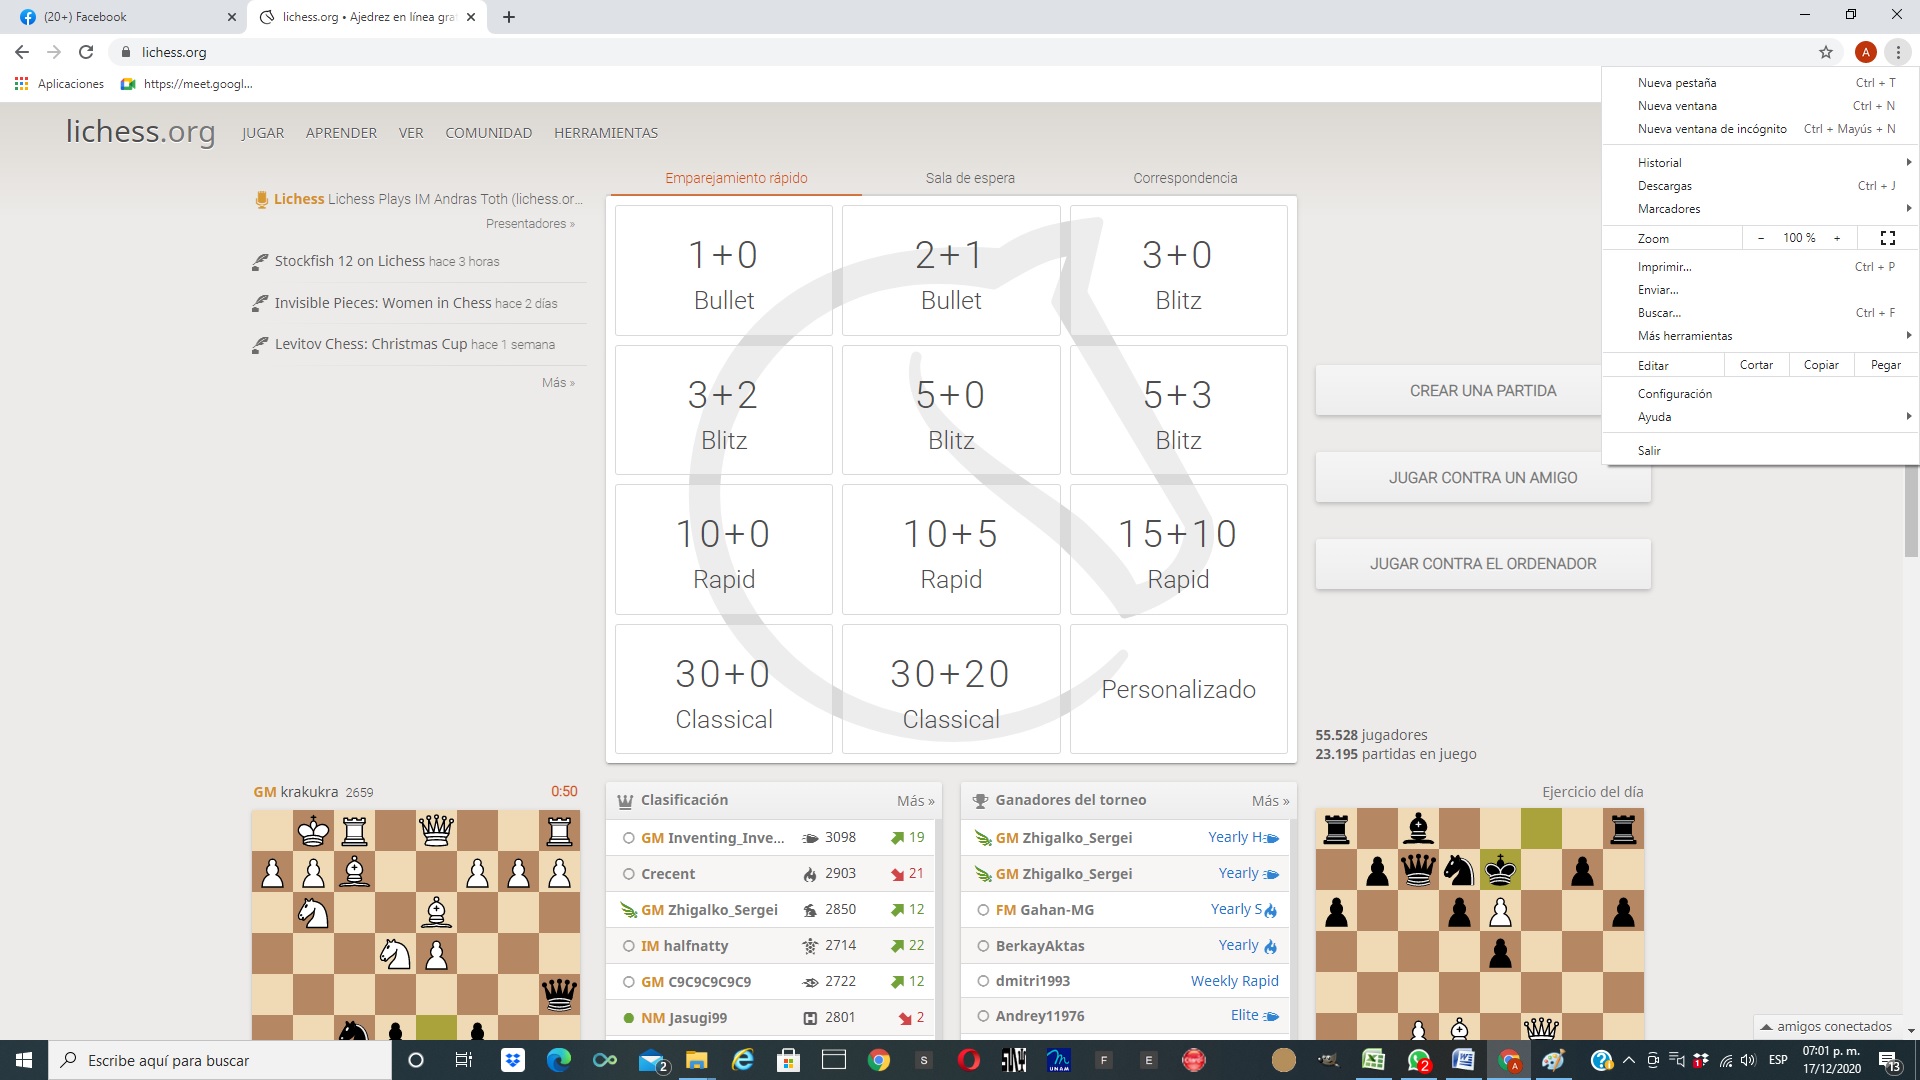 (20+) Facebook
lichess.org • Ajedrez en línea gra
lichess.org
A
Aplicaciones
https://meet.googl...
Nueva pestaña Ctrl + T
Nueva ventana Ctrl + N
Nueva ventana de incógnito Ctrl + Mayús + N
Historial
Descargas Ctrl + J
Marcadores
Zoom − 100 % +
Imprimir... Ctrl + P
Enviar...
Buscar... Ctrl + F
Más herramientas
Editar Cortar Copiar Pegar
Configuración
Ayuda
Salir
lichess.org JUGAR APRENDER VER COMUNIDAD HERRAMIENTAS
Lichess Lichess Plays IM Andras Toth (lichess.or...
Presentadores »
Stockfish 12 on Lichess hace 3 horas
Invisible Pieces: Women in Chess hace 2 días
Levitov Chess: Christmas Cup hace 1 semana
Más »
Emparejamiento rápido Sala de espera Correspondencia
1+0
Bullet
2+1
Bullet
3+0
Blitz
3+2
Blitz
5+0
Blitz
5+3
Blitz
10+0
Rapid
10+5
Rapid
15+10
Rapid
30+0
Classical
30+20
Classical
Personalizado
CREAR UNA PARTIDA
JUGAR CONTRA UN AMIGO
JUGAR CONTRA EL ORDENADOR
55.528 jugadores
23.195 partidas en juego
GM krakukra 2659 0:50
Clasificación Más »
GM Inventing_Inve... 3098 19
Crecent 2903 21
GM Zhigalko_Sergei 2850 12
IM halfnatty 2714 22
GM C9C9C9C9C9 2722 12
NM Jasugi99 2801 2
Ganadores del torneo Más »
GM Zhigalko_Sergei Yearly H
GM Zhigalko_Sergei Yearly
FM Gahan-MG Yearly S
BerkayAktas Yearly
dmitri1993 Weekly Rapid
Andrey11976 Elite
Ejercicio del día
amigos conectados
Escribe aquí para buscar
2
S
UNAM
F
E
2
A
ESP
07:01 p. m.
17/12/2020
13